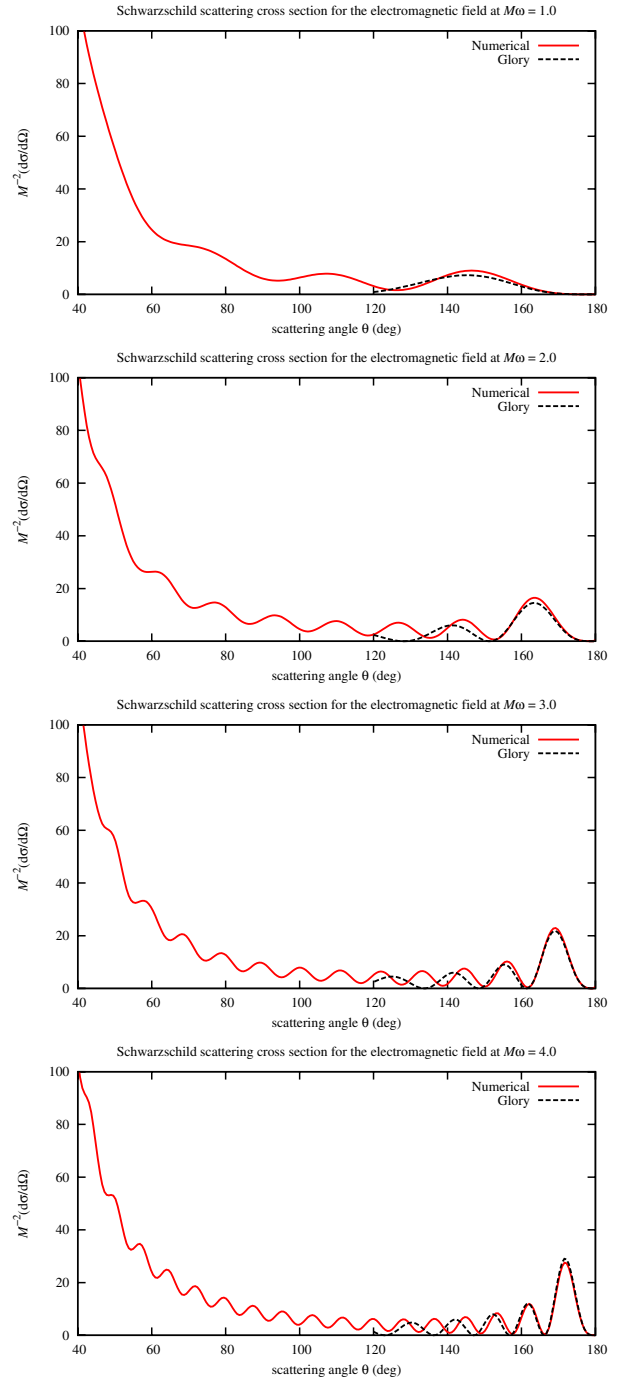 Schwarzschild scattering cross section for the electromagnetic field at Mω = 1.0
M⁻²(dσ/dΩ)
100
80
60
40
20
0
Numerical
Glory
40 60 80 100 120 140 160 180
scattering angle θ (deg)
Schwarzschild scattering cross section for the electromagnetic field at Mω = 2.0
M⁻²(dσ/dΩ)
100
80
60
40
20
0
Numerical
Glory
40 60 80 100 120 140 160 180
scattering angle θ (deg)
Schwarzschild scattering cross section for the electromagnetic field at Mω = 3.0
M⁻²(dσ/dΩ)
100
80
60
40
20
0
Numerical
Glory
40 60 80 100 120 140 160 180
scattering angle θ (deg)
Schwarzschild scattering cross section for the electromagnetic field at Mω = 4.0
M⁻²(dσ/dΩ)
100
80
60
40
20
0
Numerical
Glory
40 60 80 100 120 140 160 180
scattering angle θ (deg)